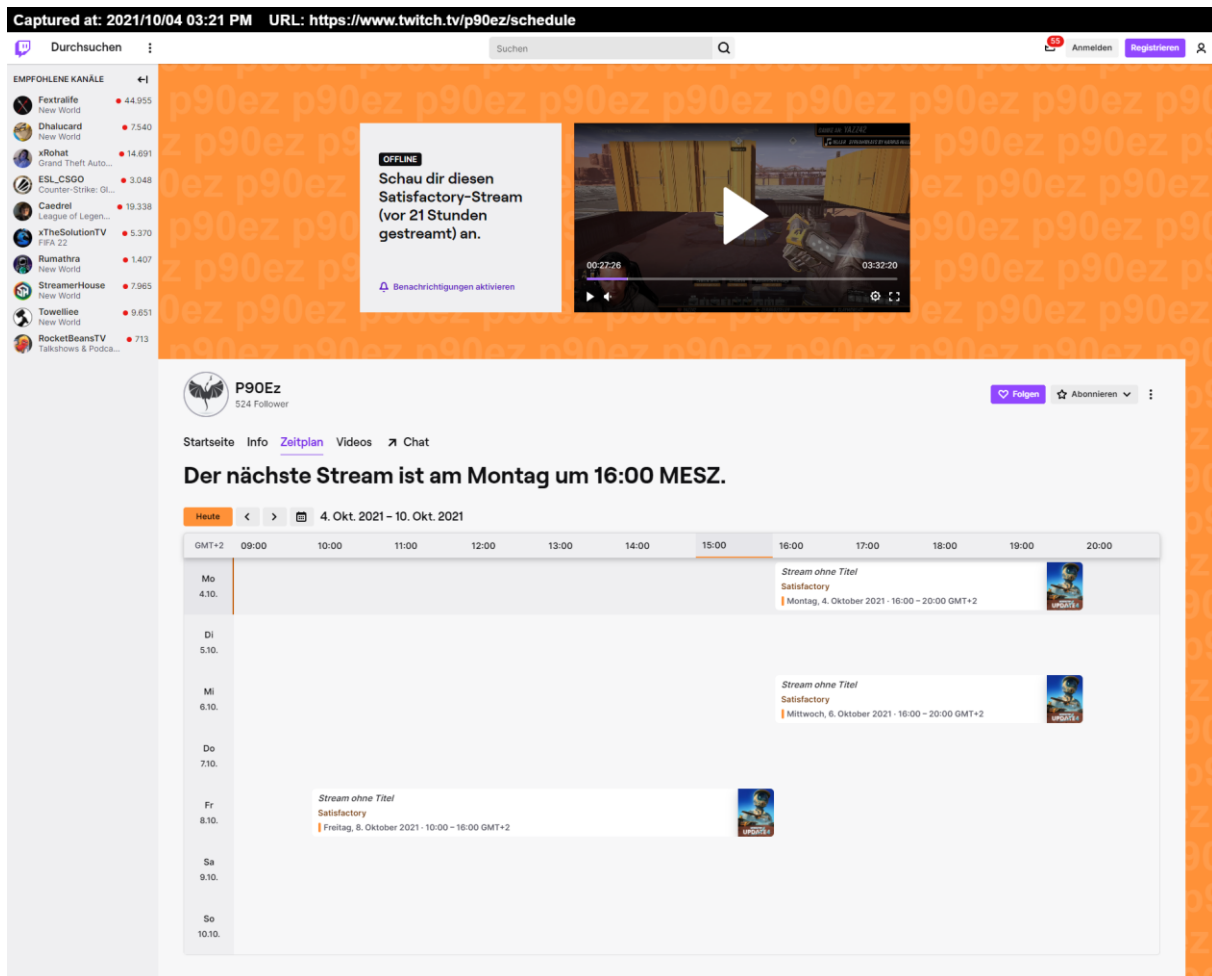 Captured at: 2021/10/04 03:21 PM URL: https://www.twitch.tv/p90ez/schedule
Durchsuchen
Suchen
55
Anmelden
Registrieren
EMPFOHLENE KANÄLE
Fextralife
44.955
New World
Dhalucard
7.540
New World
xRohat
14.691
Grand Theft Auto...
ESL_CSGO
3.048
Counter-Strike: Gl...
Caedrel
19.338
League of Legen...
xTheSolutionTV
5.370
FIFA 22
Rumathra
1.407
New World
StreamerHouse
7.965
New World
Towelliee
9.651
New World
RocketBeansTV
713
Talkshows & Podca...
OFFLINE
Schau dir diesen
Satisfactory-Stream
(vor 21 Stunden
gestreamt) an.
Benachrichtigungen aktivieren
00:27:26
03:32:20
P90Ez
524 Follower
Folgen
Abonnieren
Startseite Info Zeitplan Videos Chat
Der nächste Stream ist am Montag um 16:00 MESZ.
Heute
4. Okt. 2021 – 10. Okt. 2021
GMT+2 09:00 10:00 11:00 12:00 13:00 14:00 15:00 16:00 17:00 18:00 19:00 20:00
Mo
4.10.
Stream ohne Titel
Satisfactory
Montag, 4. Oktober 2021 · 16:00 – 20:00 GMT+2
Di
5.10.
Mi
6.10.
Stream ohne Titel
Satisfactory
Mittwoch, 6. Oktober 2021 · 16:00 – 20:00 GMT+2
Do
7.10.
Fr
8.10.
Stream ohne Titel
Satisfactory
Freitag, 8. Oktober 2021 · 10:00 – 16:00 GMT+2
Sa
9.10.
So
10.10.